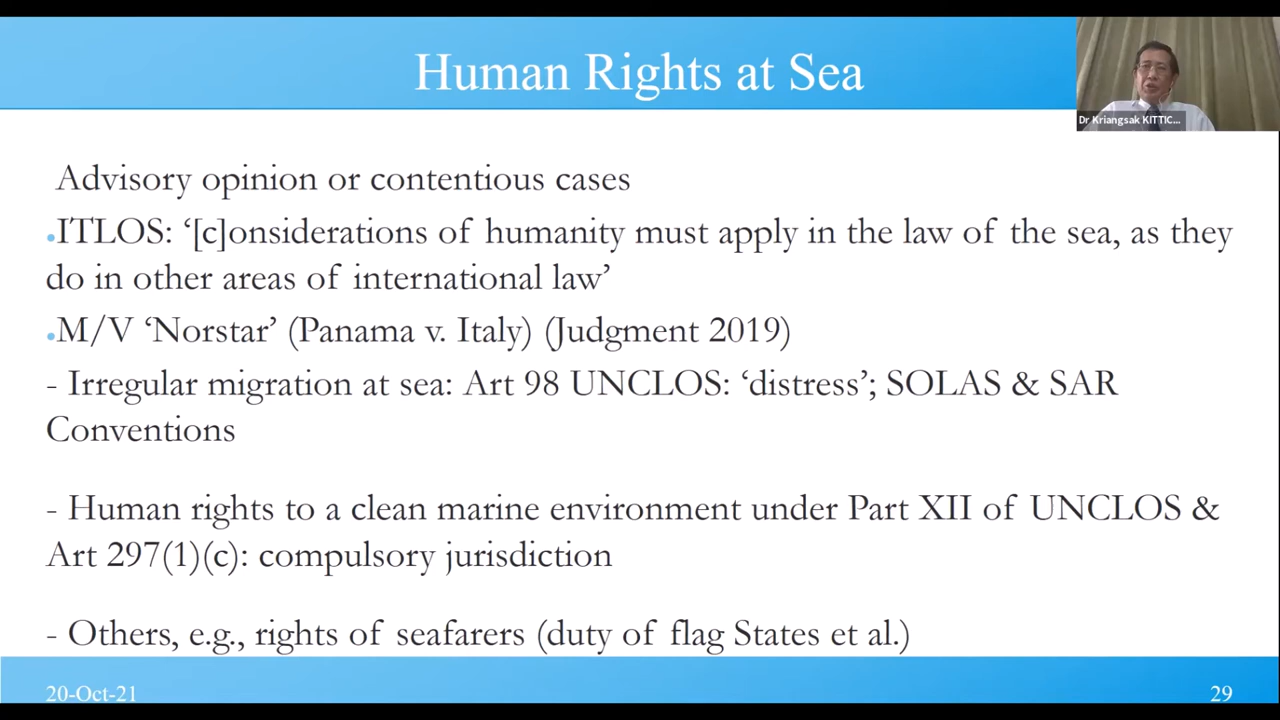 Human Rights at Sea
Dr Kriangsak KITTIC...
Advisory opinion or contentious cases
•ITLOS: ‘[c]onsiderations of humanity must apply in the law of the sea, as they
do in other areas of international law’
•M/V ‘Norstar’ (Panama v. Italy) (Judgment 2019)
- Irregular migration at sea: Art 98 UNCLOS: ‘distress’; SOLAS & SAR
Conventions
- Human rights to a clean marine environment under Part XII of UNCLOS &
Art 297(1)(c): compulsory jurisdiction
- Others, e.g., rights of seafarers (duty of flag States et al.)
20-Oct-21
29